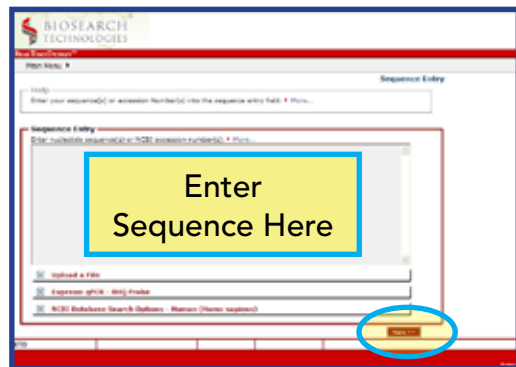 BIOSEARCH
TECHNOLOGIES
RealTimeDesign™
Main Menu
Sequence Entry
Help
Enter your sequence(s) or accession Number(s) into the sequence entry field. More...
Sequence Entry
Enter nucleotide sequence(s) or NCBI accession number(s). More...
Enter
Sequence Here
Upload a File
Express qPCR - BHQ Probe
NCBI Database Search Options - Human (Homo sapiens)